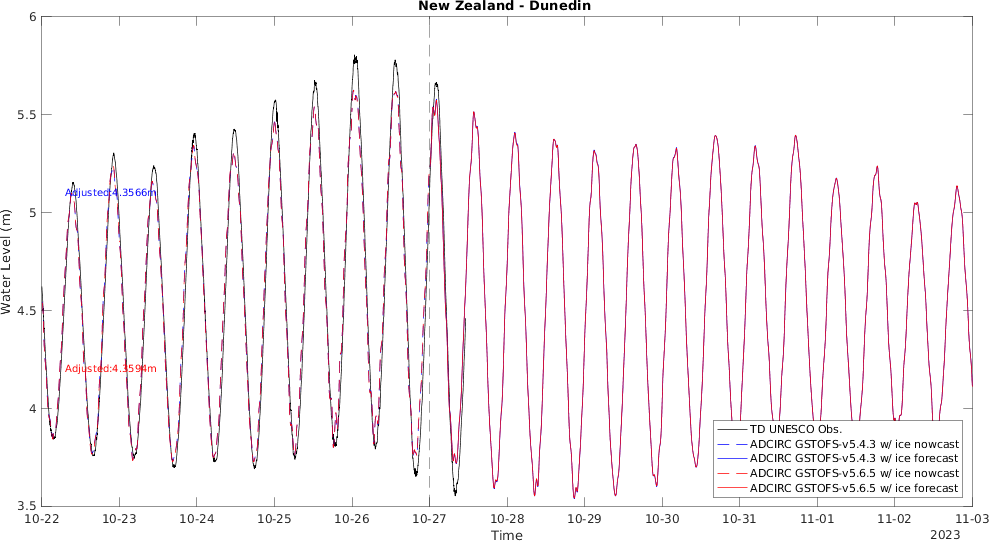 New Zealand - Dunedin
6
5.5
5
4.5
4
3.5
Water Level (m)
Adjusted:4.3566m
Adjusted:4.3594m
TD UNESCO Obs.
ADCIRC GSTOFS-v5.4.3 w/ ice nowcast
ADCIRC GSTOFS-v5.4.3 w/ ice forecast
ADCIRC GSTOFS-v5.6.5 w/ ice nowcast
ADCIRC GSTOFS-v5.6.5 w/ ice forecast
10-22 10-23 10-24 10-25 10-26 10-27 10-28 10-29 10-30 10-31 11-01 11-02 11-03
Time
2023